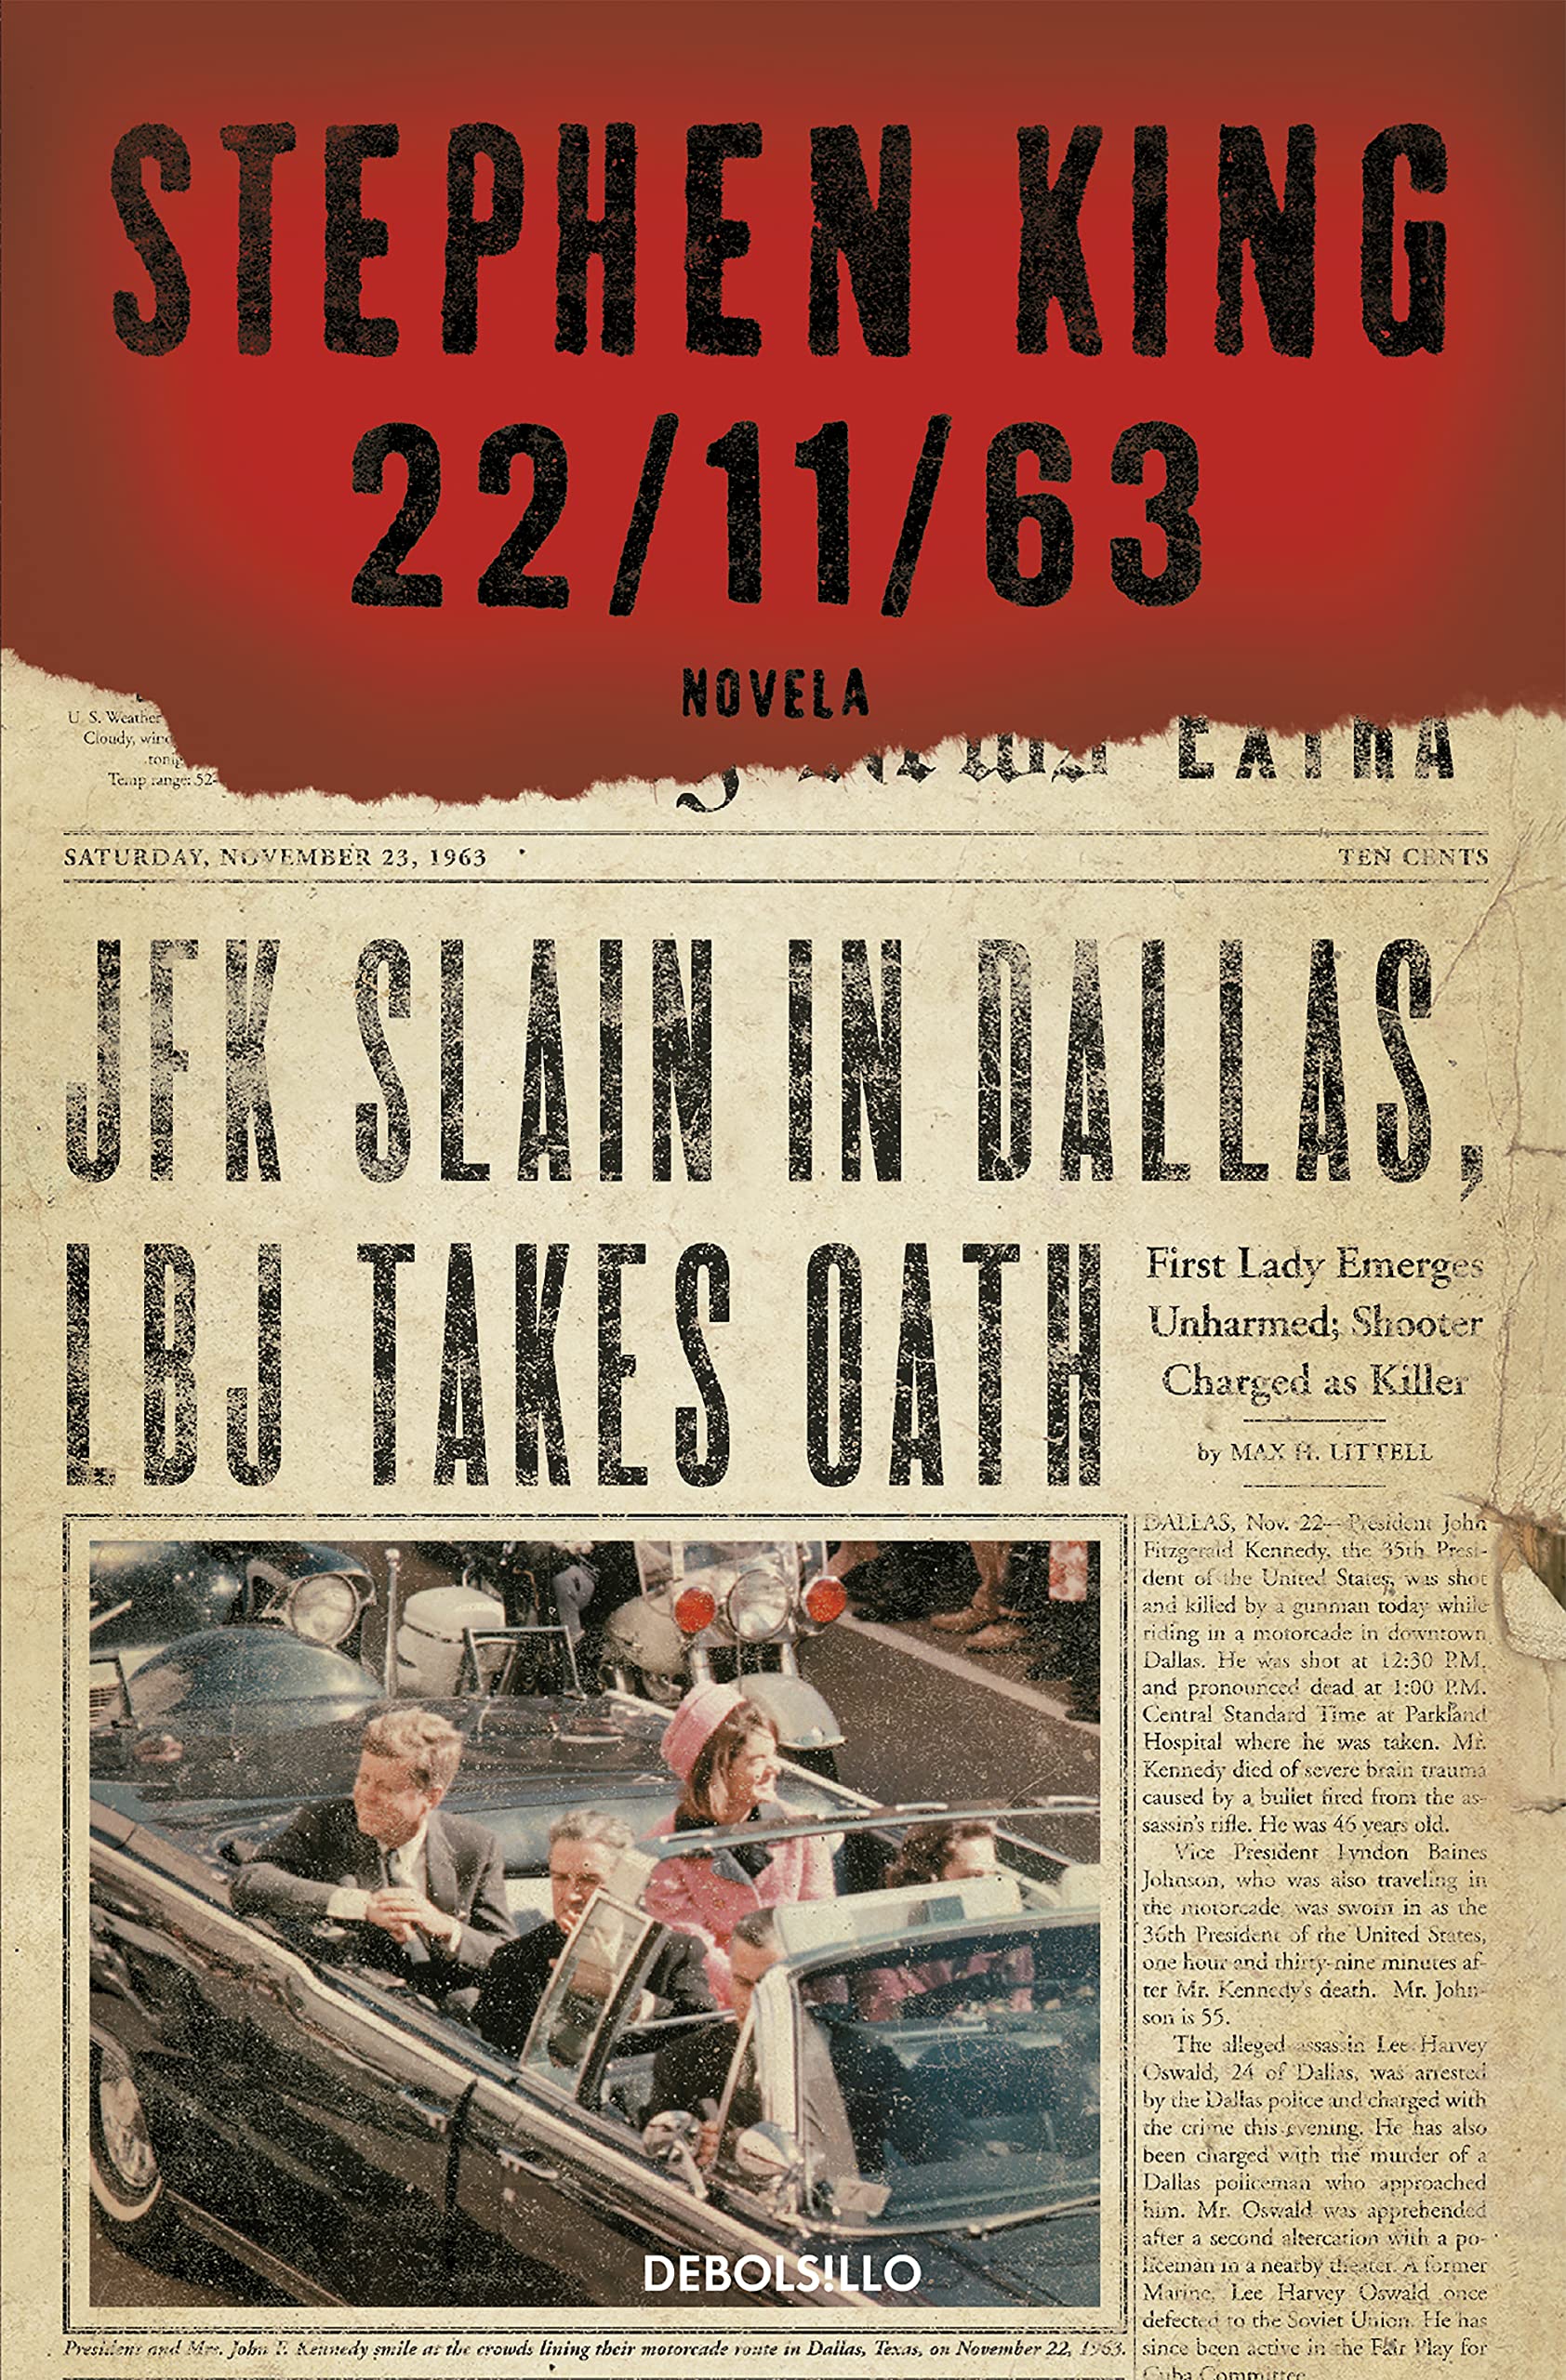 STEPHEN KING
22/11/63
NOVELA
U. S. Weather
Cloudy, wind
tonig
Temp range: 52-
EXTRA
SATURDAY, NOVEMBER 23, 1963
TEN CENTS
JFK SLAIN IN DALLAS,
LBJ TAKES OATH
First Lady Emerges
Unharmed; Shooter
Charged as Killer
by MAX H. LITTELL
DALLAS, Nov. 22—President John
Fitzgerald Kennedy, the 35th Presi-
dent of the United States, was shot
and killed by a gunman today while
riding in a motorcade in downtown
Dallas. He was shot at 12:30 P.M.
and pronounced dead at 1:00 P.M.
Central Standard Time at Parkland
Hospital where he was taken. Mr.
Kennedy died of severe brain trauma
caused by a bullet fired from the as-
sassin's rifle. He was 46 years old.
Vice President Lyndon Baines
Johnson, who was also traveling in
the motorcade, was sworn in as the
36th President of the United States,
one hour and thirty-nine minutes af-
ter Mr. Kennedy's death. Mr. John-
son is 55.
The alleged assassin Lee Harvey
Oswald, 24 of Dallas, was arrested
by the Dallas police and charged with
the crime this evening. He has also
been charged with the murder of a
Dallas policeman who approached
him. Mr. Oswald was apprehended
after a second altercation with a po-
liceman in a nearby theater. A former
Marine, Lee Harvey Oswald once
defected to the Soviet Union. He has
since been active in the Fair Play for
Cuba Committee
DEBOLS!LLO
President and Mrs. John F. Kennedy smile at the crowds lining their motorcade route in Dallas, Texas, on November 22, 1963.